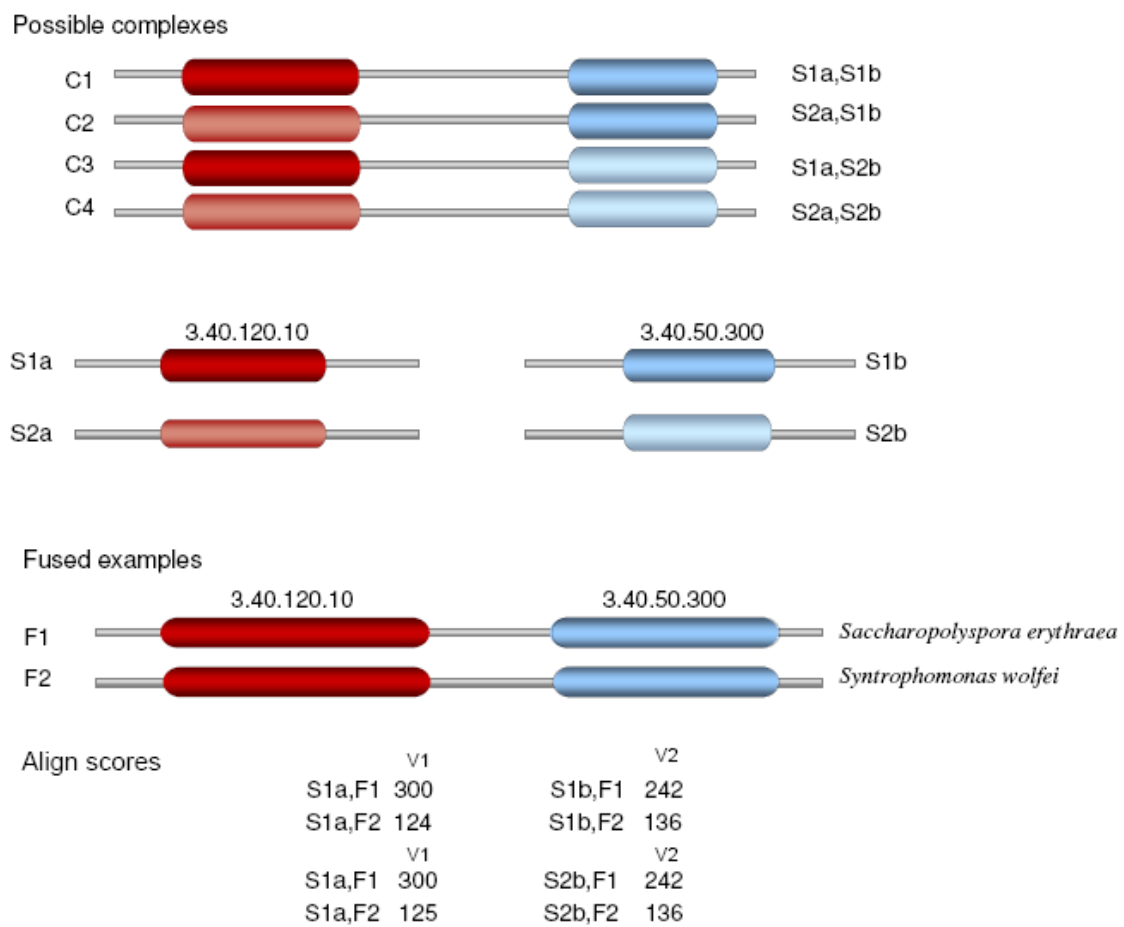 Possible complexes
C1 S1a,S1b
C2 S2a,S1b
C3 S1a,S2b
C4 S2a,S2b
3.40.120.10 3.40.50.300
S1a S1b
S2a S2b
Fused examples
3.40.120.10 3.40.50.300
F1 Saccharopolyspora erythraea
F2 Syntrophomonas wolfei
Align scores V1 V2
S1a,F1 300 S1b,F1 242
S1a,F2 124 S1b,F2 136
V1 V2
S1a,F1 300 S2b,F1 242
S1a,F2 125 S2b,F2 136